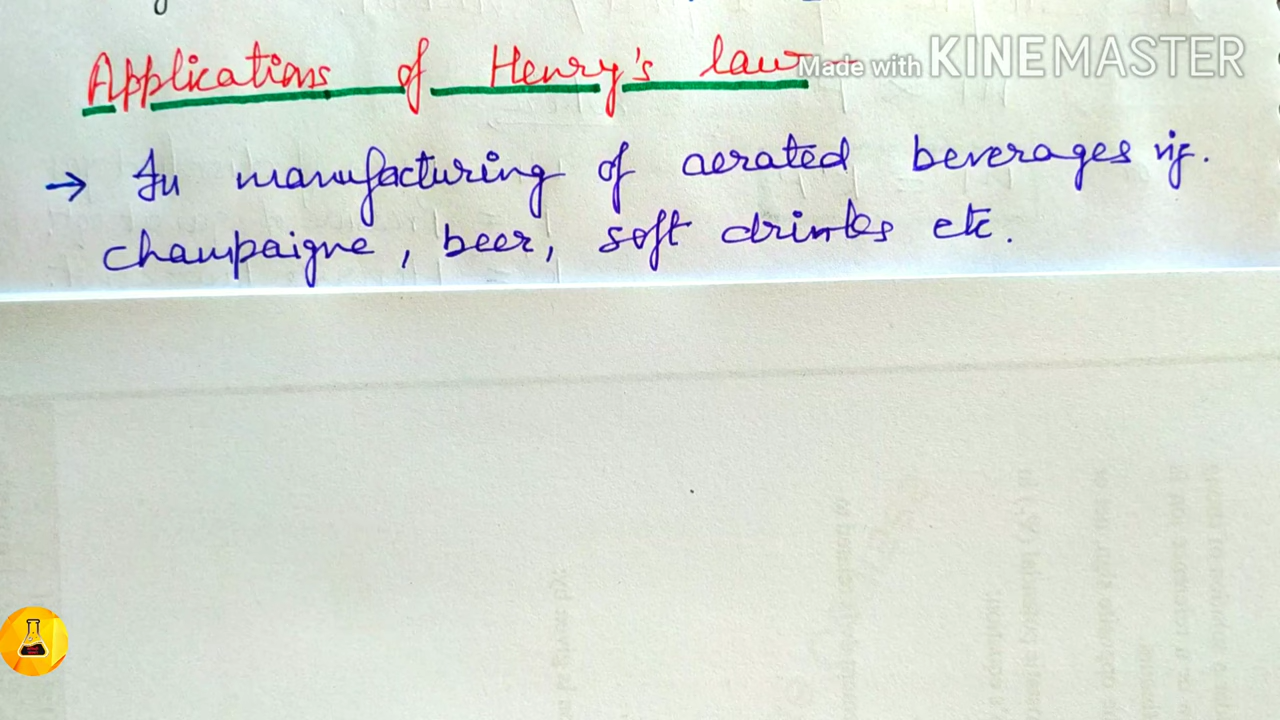 Applications of Henry's law
Made with KINEMASTER
→ In manufacturing of aerated beverages viz.
champaigne, beer, soft drinks etc.